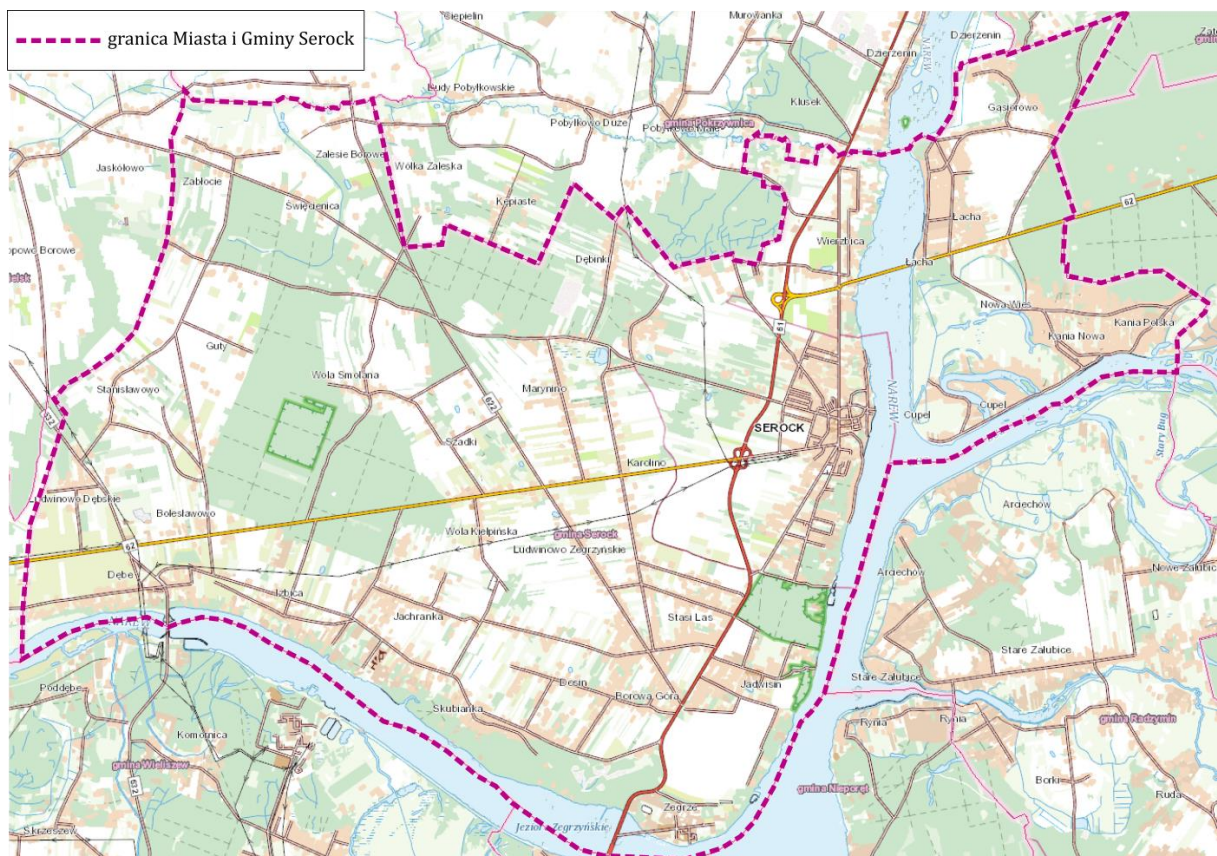 granica Miasta i Gminy Serock
Ciepielin
Murowanka
Dzierzenin
Dzierzenin
NAREW
Klusek
Gąsiorowo
Ludy Pobyłkowskie
Pobyłkowo Duże
gmina Pokrzywnica
Jaskółowo
Zabłocie
Zalesie Borowe
Wólka Zaleska
Święcienica
Kępiaste
Łacha
62
Wierzbica
Łacha
Dębinki
Nowa Wieś
Kania Polska
Kania Nowa
61
Guty
Wola Smolana
Marynino
Stanisławowo
622
NAREW
Cupel
Cupel
SEROCK
Szadki
Karolino
Stary Bug
Ludwinowo Dębskie
Bolesławowo
Wola Kiełpińska
gmina Serock
Ludwinowo Zegrzyńskie
Arciechów
62
Dębe
Arciechów
Izbica
Jachranka
Stasi Las
NAREW
Stare Załubice
Dosin
Jadwisin
Stare Załubice
Poddębe
Borowa Góra
Skubianka
Rynia
Rynia
gmina Radzymin
Komornica
gmina Wieliszew
632
gmina Nieporęt
Borki
Ruda
Zegrze
Skrzeszew